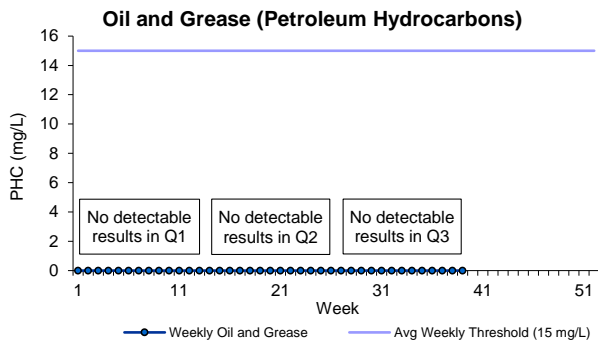 Oil and Grease (Petroleum Hydrocarbons)
16
14
12
10
8
6
4
2
0
PHC (mg/L)
No detectable
results in Q1
No detectable
results in Q2
No detectable
results in Q3
1
11
21
31
41
51
Week
Weekly Oil and Grease
Avg Weekly Threshold (15 mg/L)